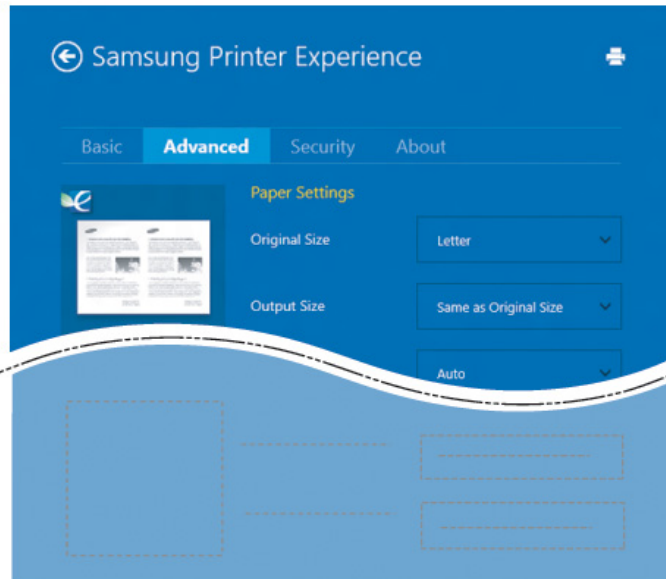 Samsung Printer Experience
Basic Advanced Security About
Paper Settings
Original Size Letter
Output Size Same as Original Size
Auto